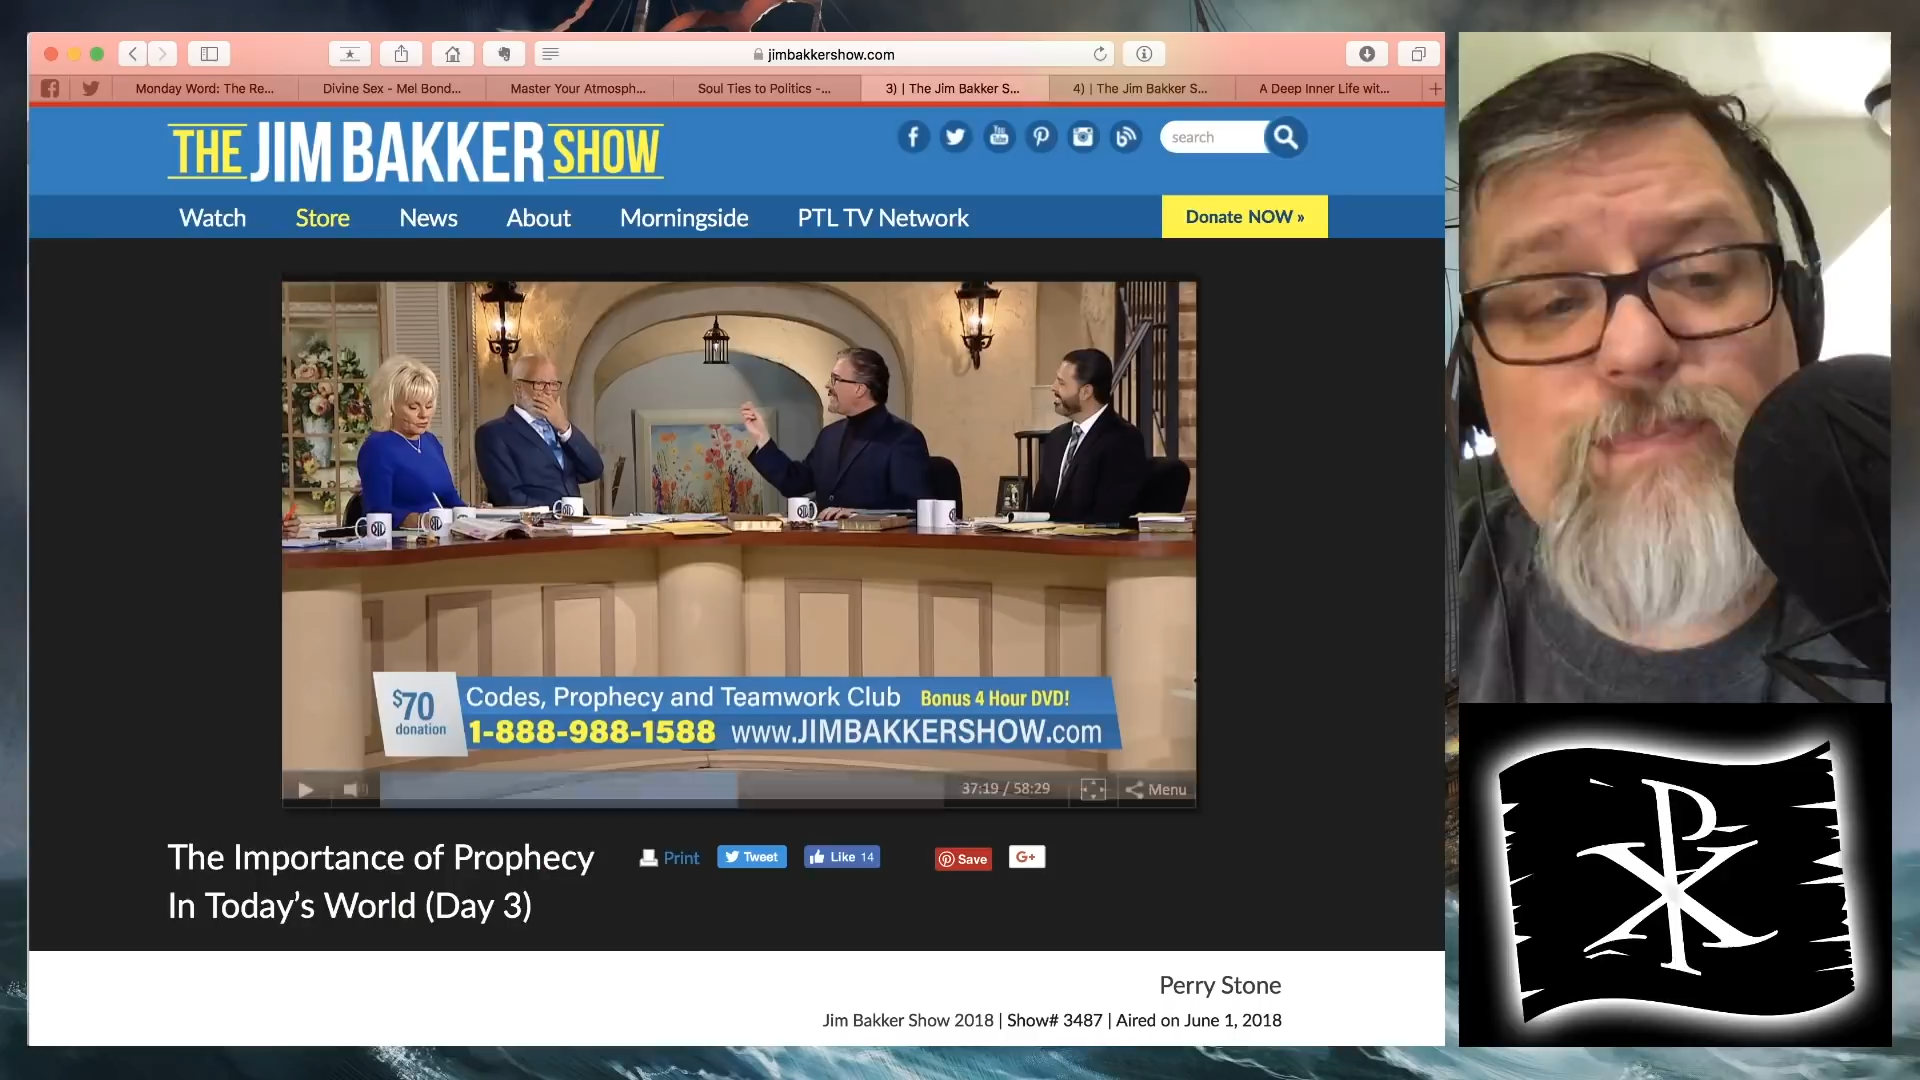 jimbakkershow.com
Monday Word: The Re...
Divine Sex - Mel Bond...
Master Your Atmosph...
Soul Ties to Politics -...
3) | The Jim Bakker S...
4) | The Jim Bakker S...
A Deep Inner Life wit...
THE JIM BAKKER SHOW
search
Watch
Store
News
About
Morningside
PTL TV Network
Donate NOW »
$70 donation
Codes, Prophecy and Teamwork Club Bonus 4 Hour DVD!
1-888-988-1588 www.JIMBAKKERSHOW.com
37:19 / 58:29
Menu
The Importance of Prophecy
In Today's World (Day 3)
Print
Tweet
Like 14
Save
G+
Perry Stone
Jim Bakker Show 2018 | Show# 3487 | Aired on June 1, 2018